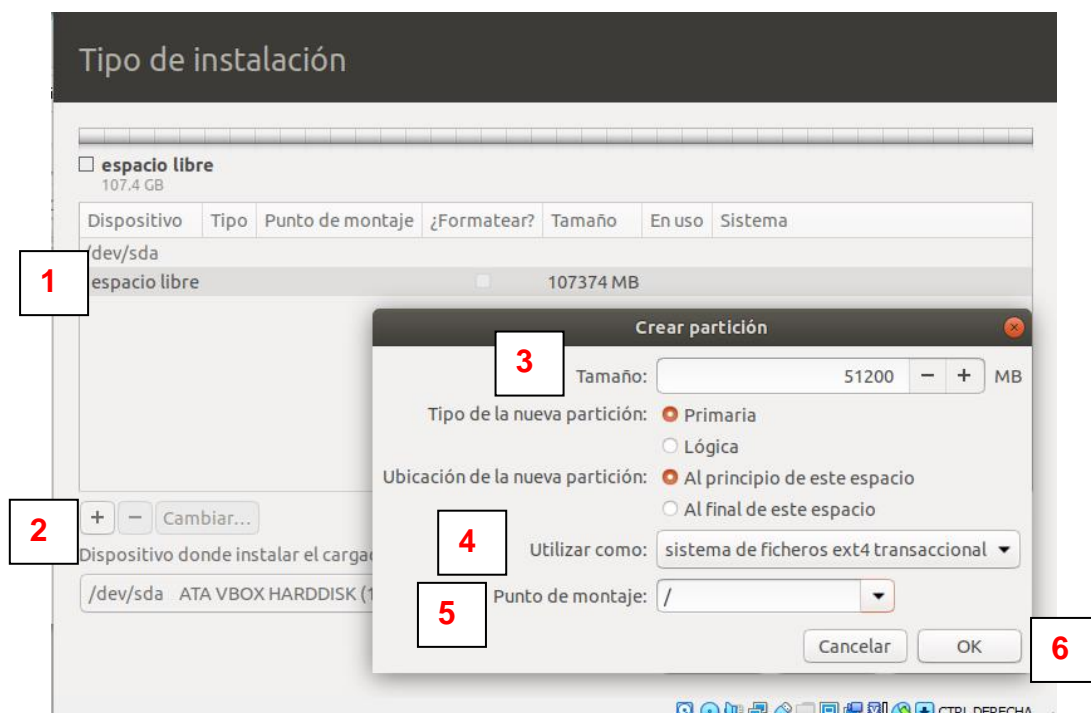 Tipo de instalación
espacio libre
107.4 GB
Dispositivo Tipo Punto de montaje ¿Formatear? Tamaño En uso Sistema
/dev/sda
1
espacio libre 107374 MB
Crear partición
3
Tamaño: 51200 − + MB
Tipo de la nueva partición: Primaria
Lógica
Ubicación de la nueva partición: Al principio de este espacio
Al final de este espacio
2
+ − Cambiar...
4
Utilizar como: sistema de ficheros ext4 transaccional
Dispositivo donde instalar el cargad
/dev/sda ATA VBOX HARDDISK (1
5
Punto de montaje: /
Cancelar OK
6
CTRL DERECHA